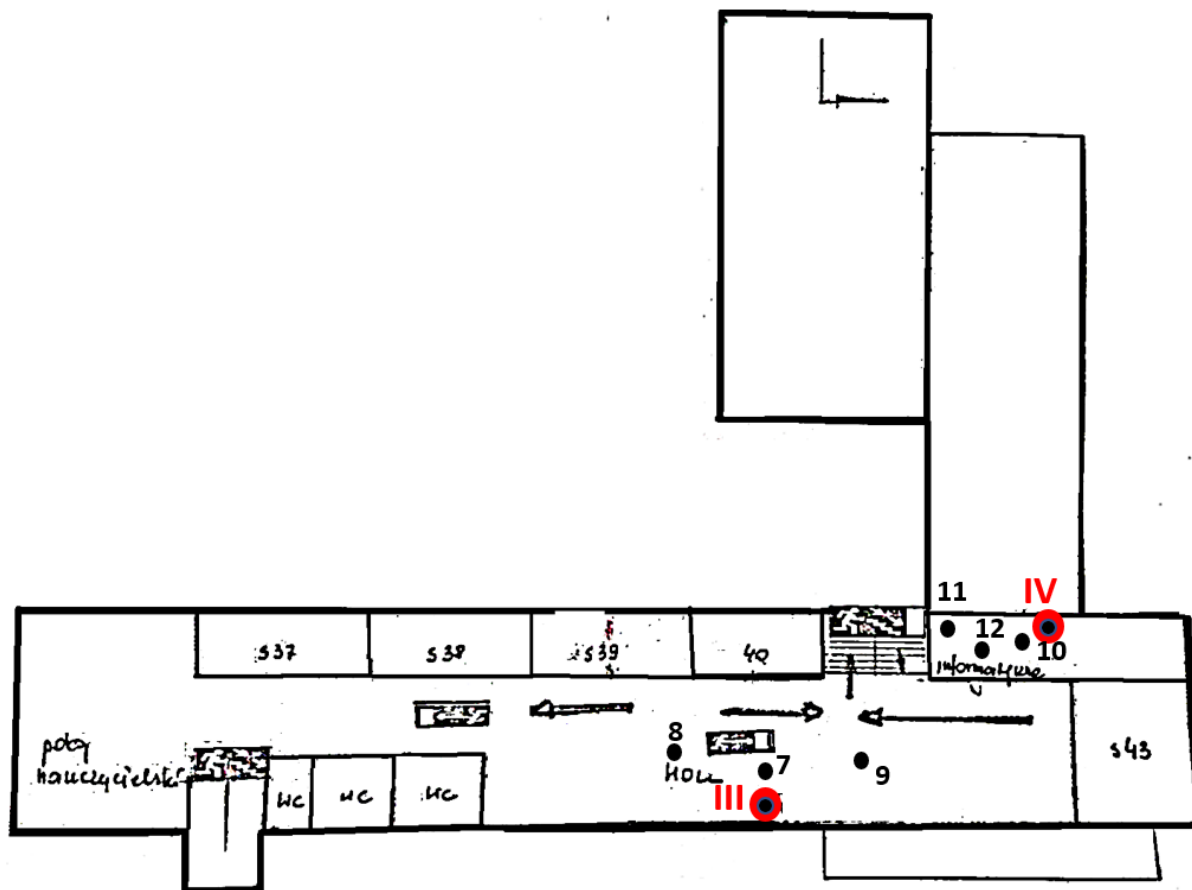 11
IV
12
10
s37
s38
s39
40
informatyka
s43
8
7
9
HOLL
pokój
nauczycielski
WC
WC
WC
III